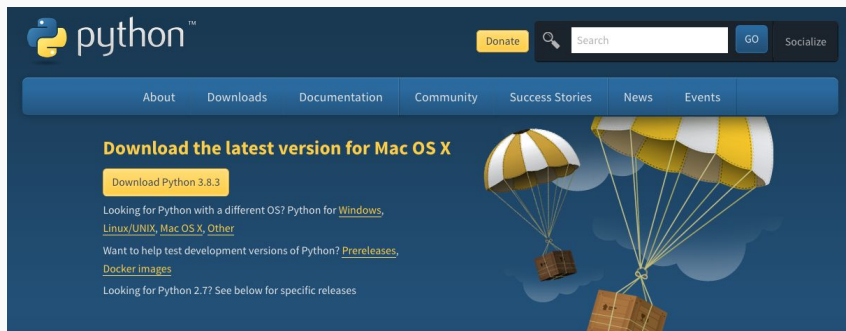 python™
Donate
Search
GO
Socialize
About Downloads Documentation Community Success Stories News Events
Download the latest version for Mac OS X
Download Python 3.8.3
Looking for Python with a different OS? Python for Windows,
Linux/UNIX, Mac OS X, Other
Want to help test development versions of Python? Prereleases,
Docker images
Looking for Python 2.7? See below for specific releases